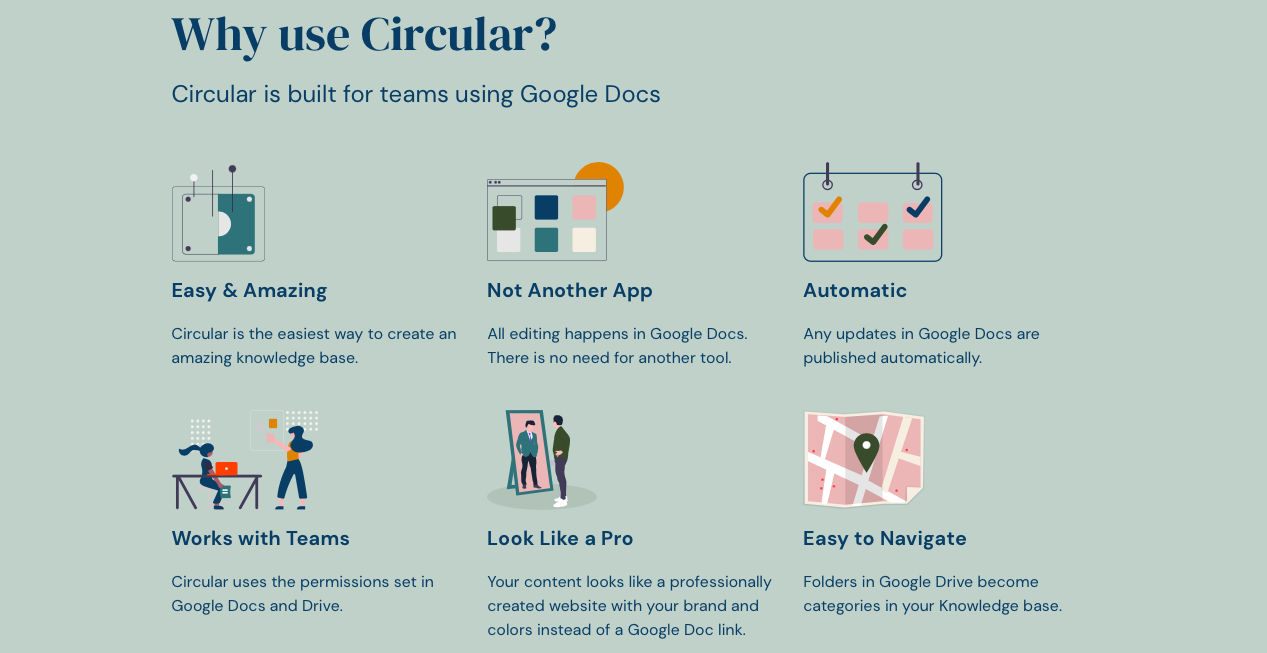 Why use Circular?
Circular is built for teams using Google Docs
Easy & Amazing
Circular is the easiest way to create an
amazing knowledge base.
Not Another App
All editing happens in Google Docs.
There is no need for another tool.
Automatic
Any updates in Google Docs are
published automatically.
Works with Teams
Circular uses the permissions set in
Google Docs and Drive.
Look Like a Pro
Your content looks like a professionally
created website with your brand and
colors instead of a Google Doc link.
Easy to Navigate
Folders in Google Drive become
categories in your Knowledge base.